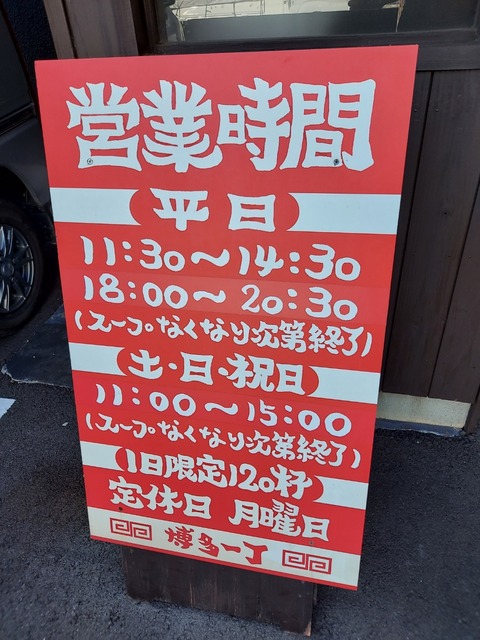 営業時間
平日
11:30〜14:30
18:00〜20:30
(スープなくなり次第終了)
土・日・祝日
11:00〜15:00
(スープなくなり次第終了)
1日限定120杯
定休日 月曜日
博多一丁